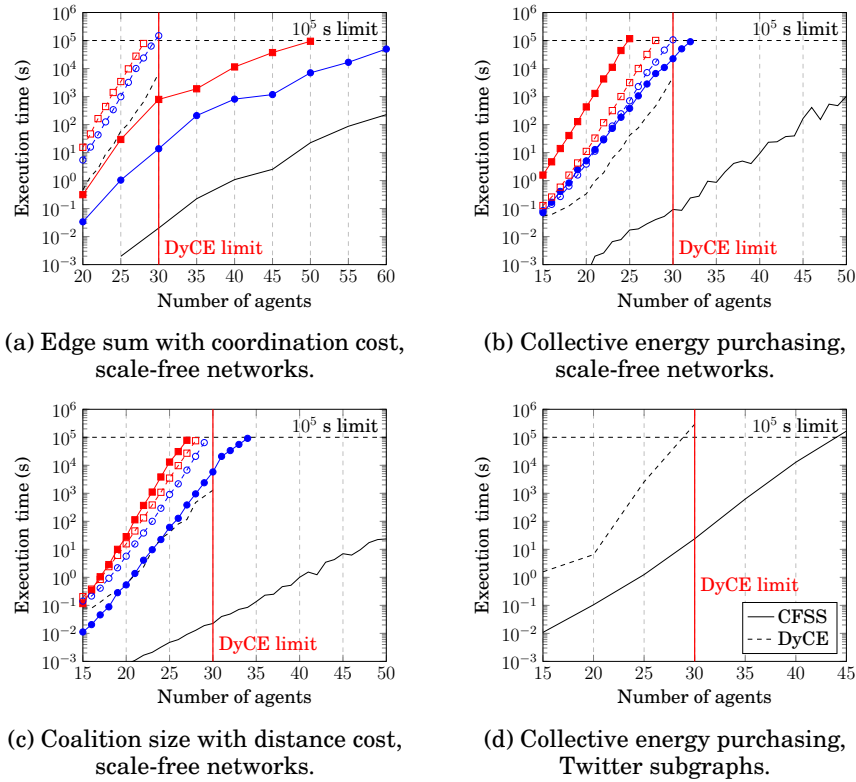 10^6
10^5
10^4
10^3
10^2
10^1
10^0
10^-1
10^-2
10^-3
Execution time (s)
10^5 s limit
DyCE limit
20 25 30 35 40 45 50 55 60
Number of agents
(a) Edge sum with coordination cost,
scale-free networks.
10^6
10^5
10^4
10^3
10^2
10^1
10^0
10^-1
10^-2
10^-3
Execution time (s)
10^5 s limit
DyCE limit
15 20 25 30 35 40 45 50
Number of agents
(b) Collective energy purchasing,
scale-free networks.
10^6
10^5
10^4
10^3
10^2
10^1
10^0
10^-1
10^-2
10^-3
Execution time (s)
10^5 s limit
DyCE limit
15 20 25 30 35 40 45 50
Number of agents
(c) Coalition size with distance cost,
scale-free networks.
10^6
10^5
10^4
10^3
10^2
10^1
10^0
10^-1
10^-2
10^-3
Execution time (s)
10^5 s limit
DyCE limit
CFSS
DyCE
15 20 25 30 35 40 45
Number of agents
(d) Collective energy purchasing,
Twitter subgraphs.